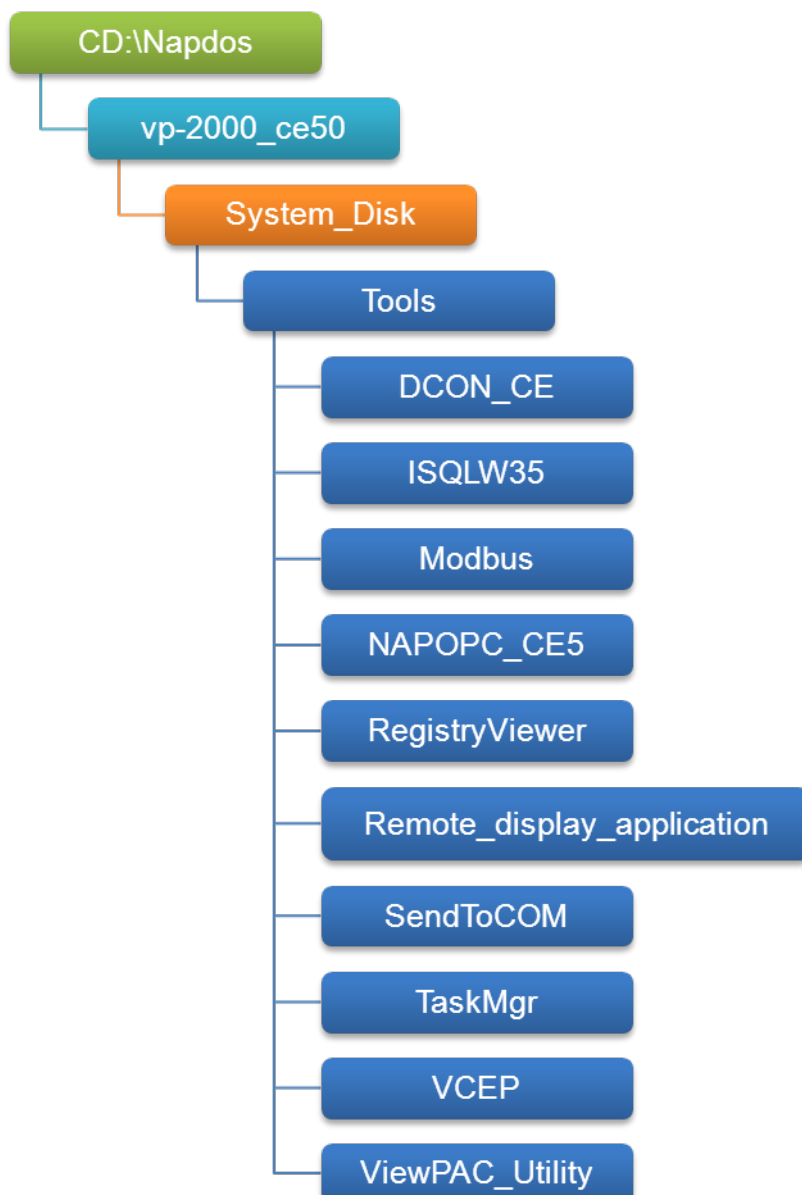 CD:\Napdos
vp-2000_ce50
System_Disk
Tools
DCON_CE
ISQLW35
Modbus
NAPOPC_CE5
RegistryViewer
Remote_display_application
SendToCOM
TaskMgr
VCEP
ViewPAC_Utility